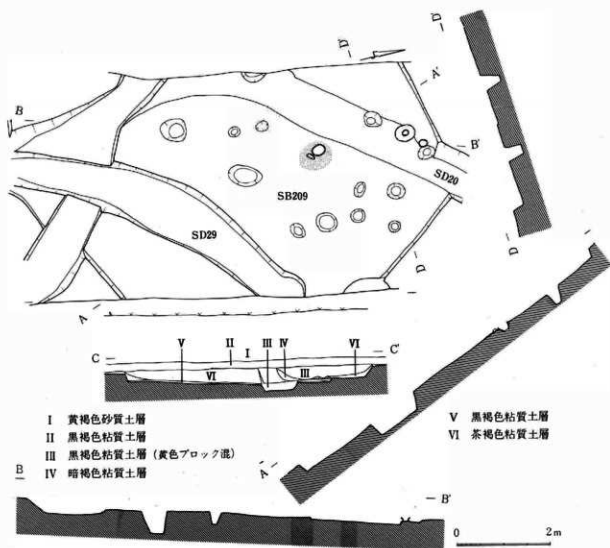 D'
D'
A'
B
B'
SB209
SD20
SD29
D
D
A
V II III IV VI
C I C'
VI III
I 黄褐色砂質土層
II 黒褐色粘質土層
III 黒褐色粘質土層(黄色ブロック混)
IV 暗褐色粘質土層
V 黒褐色粘質土層
VI 茶褐色粘質土層
A
B
B'
0 2m